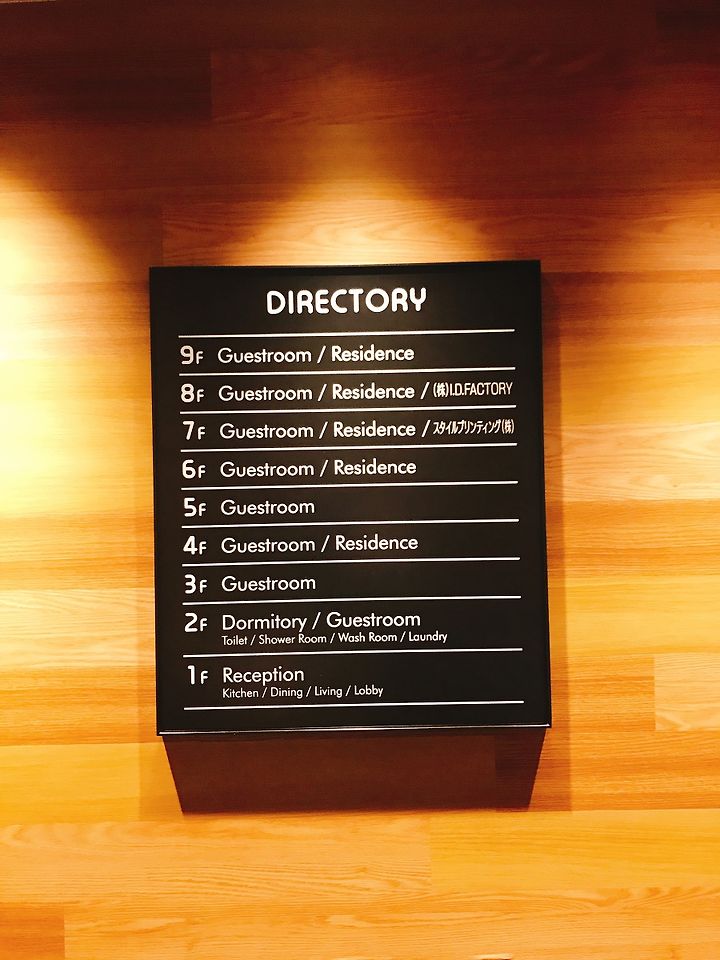 DIRECTORY
9F Guestroom / Residence
8F Guestroom / Residence / (株)I.D.FACTORY
7F Guestroom / Residence / スタイルプリンティング(株)
6F Guestroom / Residence
5F Guestroom
4F Guestroom / Residence
3F Guestroom
2F Dormitory / Guestroom
Toilet / Shower Room / Wash Room / Laundry
1F Reception
Kitchen / Dining / Living / Lobby